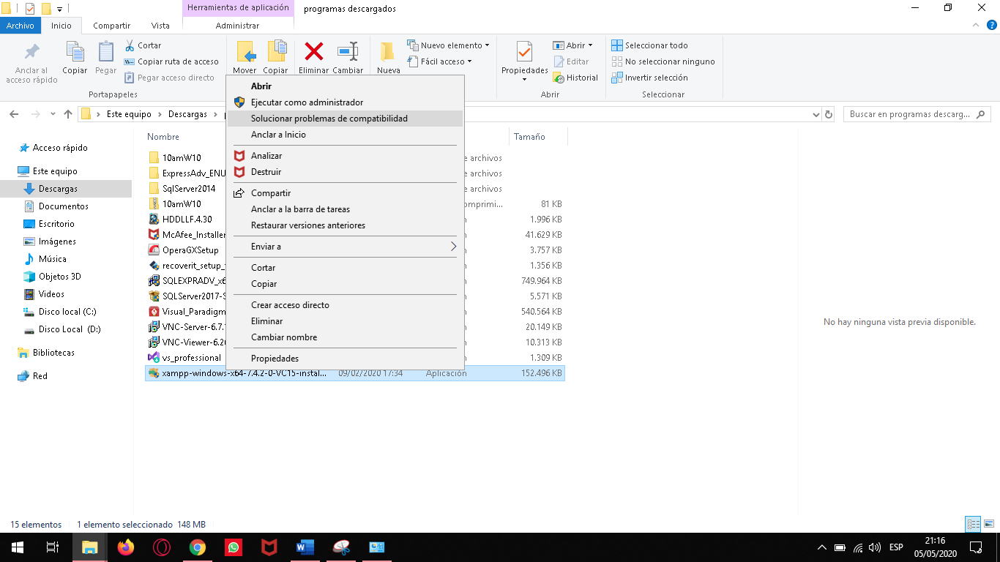 Herramientas de aplicación
programas descargados
Archivo
Inicio
Compartir
Vista
Administrar
Anclar al
acceso rápido
Copiar
Pegar
Cortar
Copiar ruta de acceso
Pegar acceso directo
Portapapeles
Mover
Copiar
Eliminar
Cambiar
Nueva
Nuevo elemento
Fácil acceso
Propiedades
Abrir
Editar
Historial
Abrir
Seleccionar todo
No seleccionar ninguno
Invertir selección
Seleccionar
Este equipo
Descargas
Buscar en programas descarg...
Acceso rápido
Este equipo
Descargas
Documentos
Escritorio
Imágenes
Música
Objetos 3D
Videos
Disco local (C:)
Disco Local (D:)
Bibliotecas
Red
Nombre
Tamaño
10amW10
e archivos
ExpressAdv_ENU
e archivos
SqlServer2014
e archivos
10amW10
omprimi...
81 KB
HDDLLF.4.30
1.996 KB
McAfee_Installer
41.629 KB
OperaGXSetup
3.757 KB
recoverit_setup_
1.356 KB
SQLEXPRADV_x6
749.964 KB
SQLServer2017-S
5.571 KB
Visual_Paradigm
540.564 KB
VNC-Server-6.7.
20.149 KB
VNC-Viewer-6.20
10.313 KB
vs_professional
1.309 KB
xampp-windows-x64-7.4.2-0-VC15-instal...
09/02/2020 17:34
Aplicación
152.496 KB
Abrir
Ejecutar como administrador
Solucionar problemas de compatibilidad
Anclar a Inicio
Analizar
Destruir
Compartir
Anclar a la barra de tareas
Restaurar versiones anteriores
Enviar a
Cortar
Copiar
Crear acceso directo
Eliminar
Cambiar nombre
Propiedades
No hay ninguna vista previa disponible.
15 elementos
1 elemento seleccionado 148 MB
ESP
21:16
05/05/2020